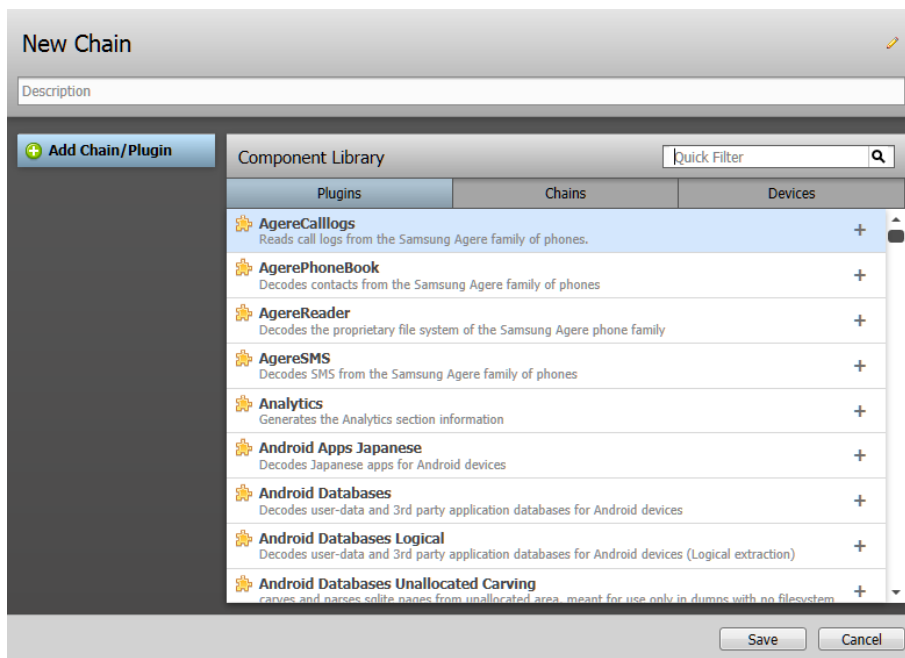 New Chain
Description
Add Chain/Plugin
Component Library
Quick Filter
Plugins
Chains
Devices
AgereCalllogs
Reads call logs from the Samsung Agere family of phones.
AgerePhoneBook
Decodes contacts from the Samsung Agere family of phones
AgereReader
Decodes the proprietary file system of the Samsung Agere phone family
AgereSMS
Decodes SMS from the Samsung Agere family of phones
Analytics
Generates the Analytics section information
Android Apps Japanese
Decodes Japanese apps for Android devices
Android Databases
Decodes user-data and 3rd party application databases for Android devices
Android Databases Logical
Decodes user-data and 3rd party application databases for Android devices (Logical extraction)
Android Databases Unallocated Carving
carves and parses sqlite pages from unallocated area, meant for use only in dumps with no filesystem
Save
Cancel